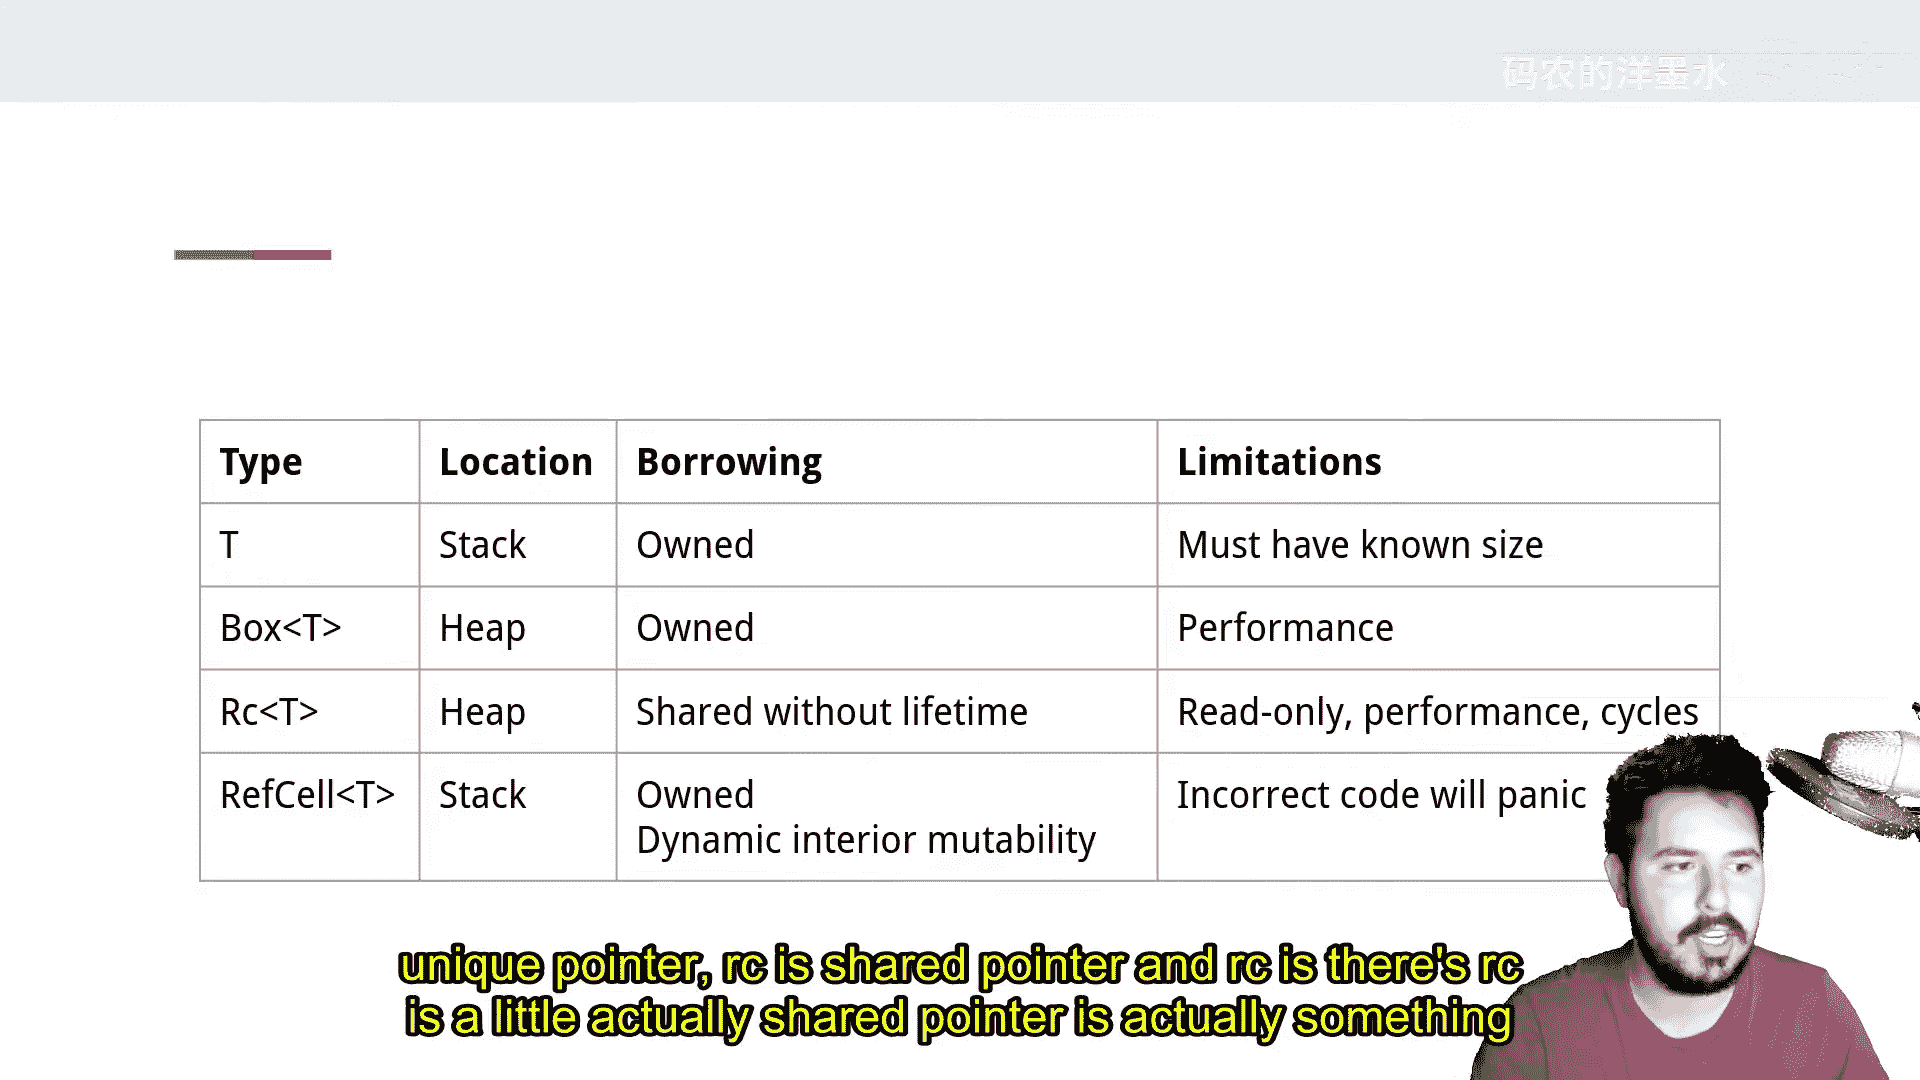 码农的洋墨水
Type Location Borrowing Limitations
T Stack Owned Must have known size
Box<T> Heap Owned Performance
Rc<T> Heap Shared without lifetime Read-only, performance, cycles
RefCell<T> Stack Owned Incorrect code will panic
Dynamic interior mutability
unique pointer, rc is shared pointer and rc is there's rc
is a little actually shared pointer is actually something